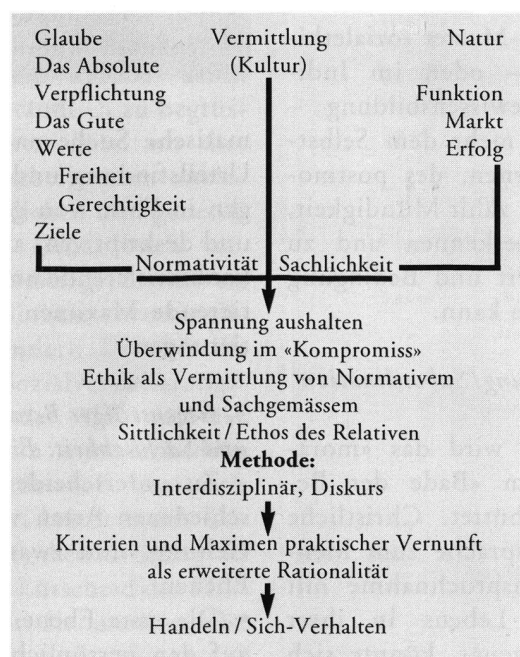 Glaube Vermittlung Natur
Das Absolute (Kultur)
Verpflichtung Funktion
Das Gute Markt
Werte Erfolg
Freiheit
Gerechtigkeit
Ziele
Normativität Sachlichkeit
Spannung aushalten
Überwindung im «Kompromiss»
Ethik als Vermittlung von Normativem
und Sachgemässem
Sittlichkeit / Ethos des Relativen
Methode:
Interdisziplinär, Diskurs
Kriterien und Maximen praktischer Vernunft
als erweiterte Rationalität
Handeln / Sich-Verhalten